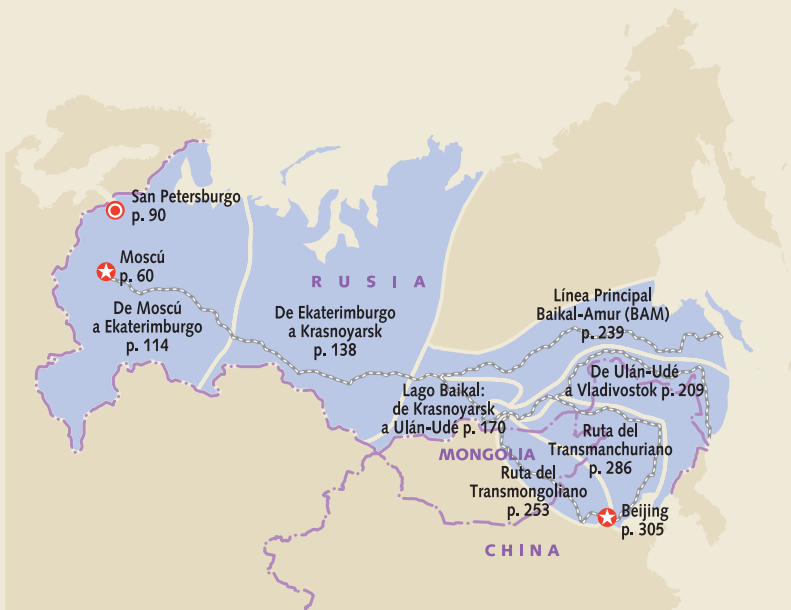 San Petersburgo
p. 90
Moscú
p. 60
RUSIA
De Moscú
a Ekaterimburgo
p. 114
De Ekaterimburgo
a Krasnoyarsk
p. 138
Línea Principal
Baikal-Amur (BAM)
p. 239
Lago Baikal:
de Krasnoyarsk
a Ulán-Udé p. 170
De Ulán-Udé
a Vladivostok p. 209
MONGOLIA
Ruta del
Transmanchuriano
p. 286
Ruta del
Transmongoliano
p. 253
Beijing
p. 305
CHINA